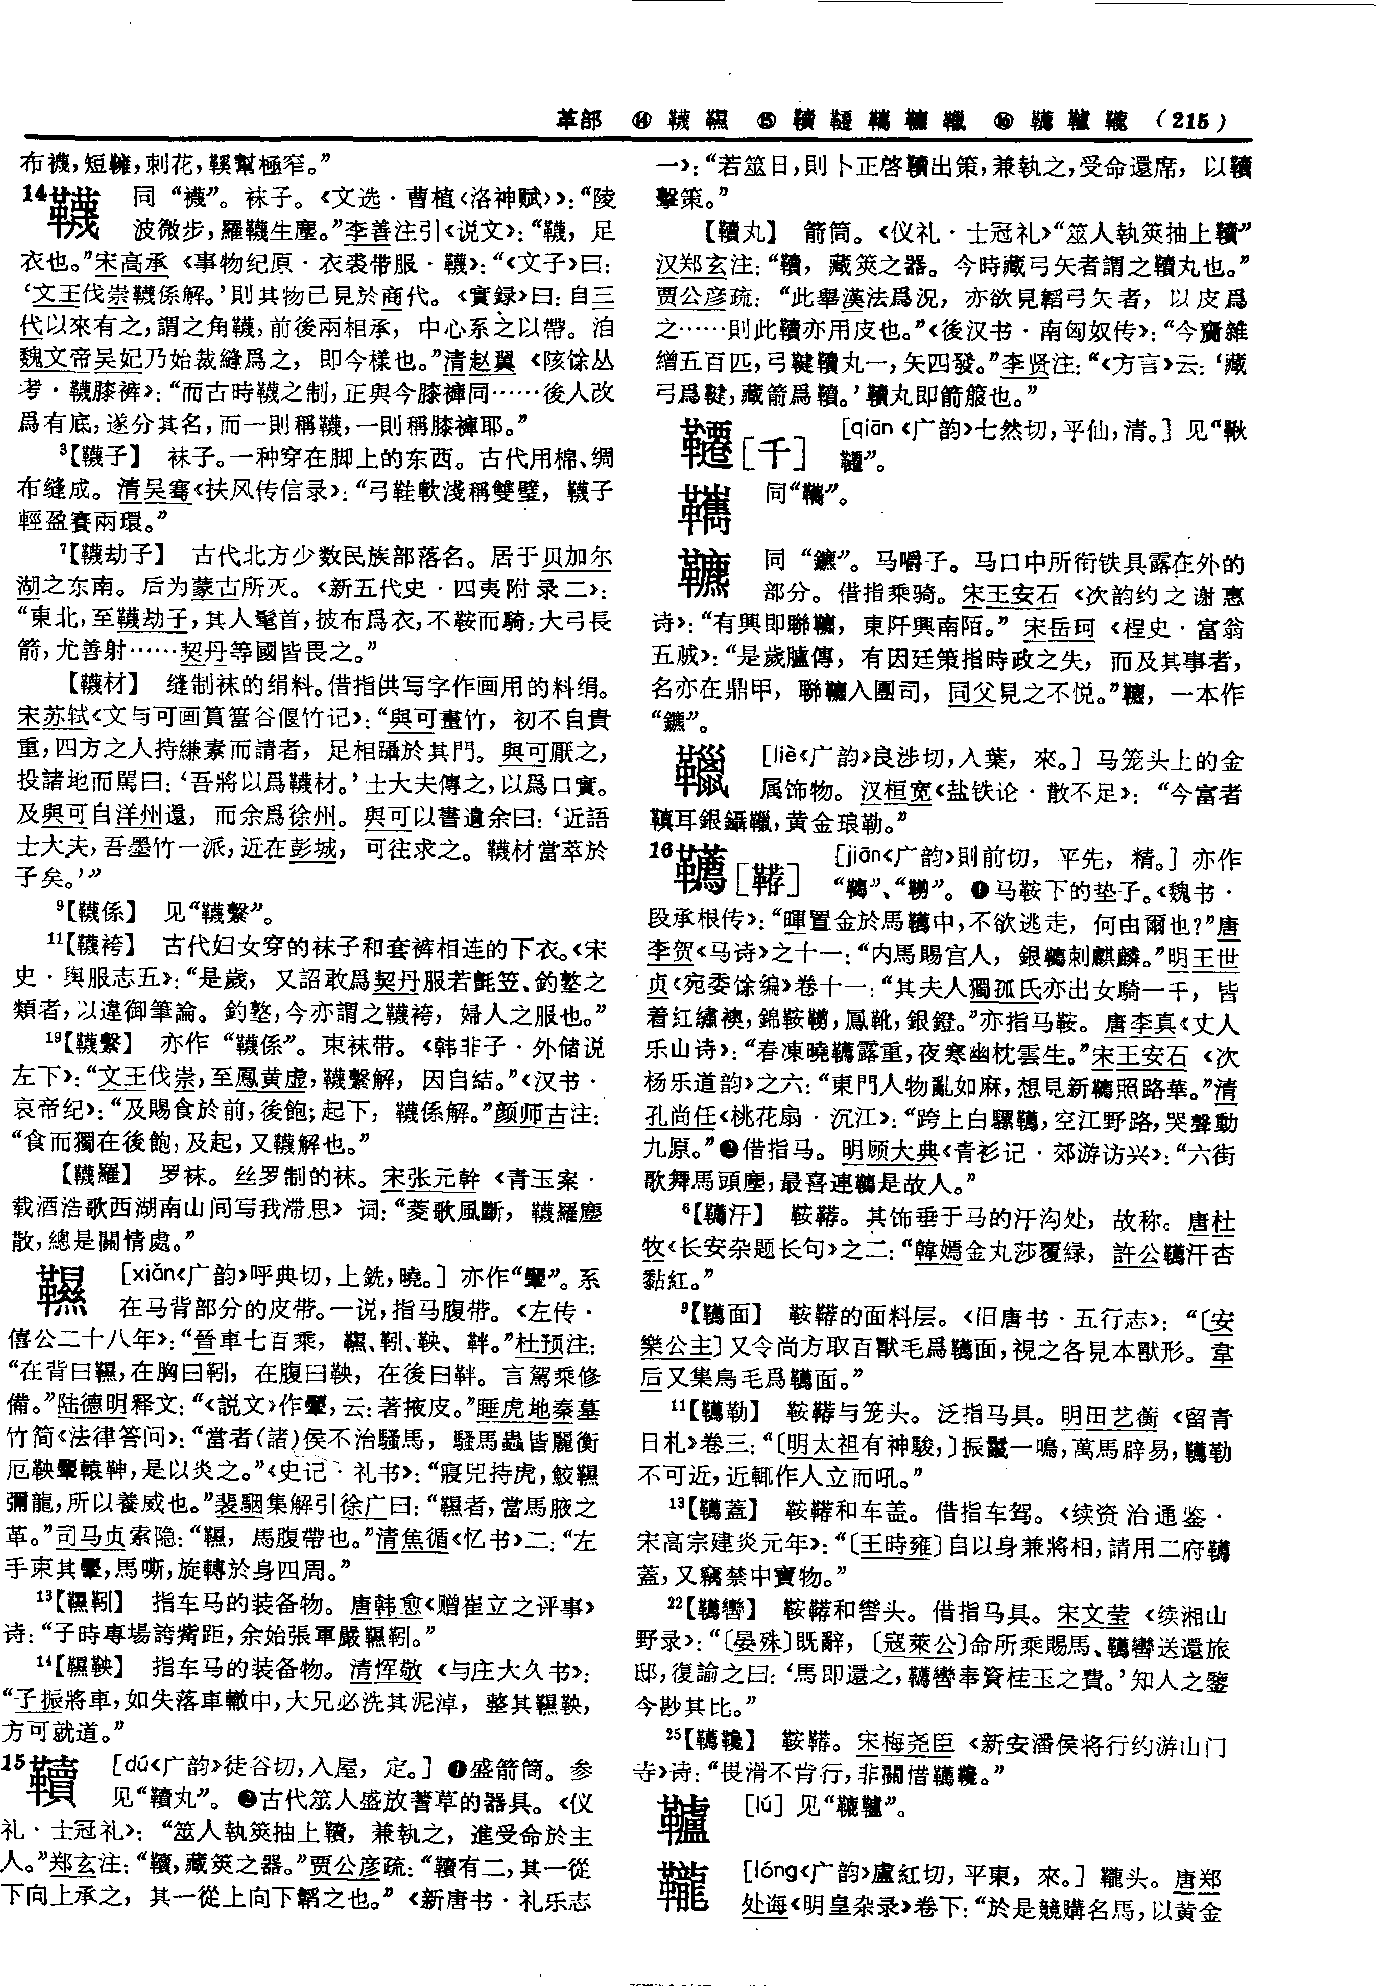 革部 ⑭ 韈 韅 ⑮ 韇 韆 韉 䩞 ⑯ 韉 韛 韊 (215)
布襪,短靿,刺花,鞵幫極窄。”
14韈 同“襪”。袜子。《文选·曹植〈洛神赋〉》:“陵
波微步,羅韈生塵。”李善注引《说文》:“韈,足
衣也。”宋高承《事物纪原·衣裘带服·韈》:“《文子》曰:
‘文王伐崇韈係解。’則其物已見於商代。《實録》曰:自三
代以來有之,謂之角韈,前後兩相承,中心系之以帶。洎
魏文帝吴妃乃始裁縫爲之,即今樣也。”清赵翼《陔馀丛
考·韈膝裤》:“而古時韈之制,正與今膝褲同……後人改
爲有底,遂分其名,而一則稱韈,一則稱膝褲耶。”
3【韈子】 袜子。一种穿在脚上的东西。古代用棉、绸
布缝成。清吴骞《扶风传信录》:“弓鞋軟淺稱雙璧,韈子
輕盈賽兩環。”
7【韈劫子】 古代北方少数民族部落名。居于贝加尔
湖之东南。后为蒙古所灭。《新五代史·四夷附录二》:
“東北,至韈劫子,其人髦首,披布爲衣,不鞍而騎,大弓長
箭,尤善射……契丹等國皆畏之。”
【韈材】 缝制袜的绢料。借指供写字作画用的料绢。
宋苏轼《文与可画筼筜谷偃竹记》:“與可畫竹,初不自貴
重,四方之人持縑素而請者,足相躡於其門。與可厭之,
投諸地而駡曰:‘吾將以爲韈材。’士大夫傳之,以爲口實。
及與可自洋州還,而余爲徐州。與可以書遺余曰:‘近語
士大夫,吾墨竹一派,近在彭城,可往求之。韈材當萃於
子矣。’”
9【韈係】 见“韈繫”。
11【韈袴】 古代妇女穿的袜子和套裤相连的下衣。《宋
史·舆服志五》:“是歲,又詔敢爲契丹服若氈笠、釣墪之
類者,以違御筆論。釣墪,今亦謂之韈袴,婦人之服也。”
19【韈繫】 亦作“韈係”。束袜带。《韩非子·外储说
左下》:“文王伐崇,至鳳黄虚,韈繫解,因自結。”《汉书·
哀帝纪》:“及賜食於前,後飽;起下,韈係解。”颜师古注:
“食而獨在後飽,及起,又韈解也。”
【韈羅】 罗袜。丝罗制的袜。宋张元幹《青玉案·
载酒浩歌西湖南山间写我滞思》词:“菱歌風斷,韈羅塵
散,總是關情處。”
韅 [xiǎn《广韵》呼典切,上銑,曉。] 亦作“䪃”。系
在马背部分的皮带。一说,指马腹带。《左传·
僖公二十八年》:“晉車七百乘,韅、靷、鞅、靽。”杜预注:
“在背曰韅,在胸曰靷,在腹曰鞅,在後曰靽。言駕乘修
備。”陆德明释文:“《説文》作䪃,云:著掖皮。”睡虎地秦墓
竹简《法律答问》:“當者(諸)侯不治騷馬,騷馬蟲皆麗衡
厄鞅䪃轅䩜,是以炎之。”《史记·礼书》:“寢兕持虎,鮫韅
彌龍,所以養威也。”裴駰集解引徐广曰:“韅者,當馬腋之
革。”司马贞索隐:“韅,馬腹帶也。”清焦循《忆书》二:“左
手束其䪃,馬嘶,旋轉於身四周。”
13【韅靷】 指车马的装备物。唐韩愈《赠崔立之评事》
诗:“子時專場誇觜距,余始張軍嚴韅靷。”
14【韅鞅】 指车马的装备物。清恽敬《与庄大久书》:
“子振將車,如失落車轍中,大兄必洗其泥淖,整其韅鞅,
方可就道。”
15韇 [dú《广韵》徒谷切,入屋,定。] ❶盛箭筒。参
见“韇丸”。❷古代筮人盛放蓍草的器具。《仪
礼·士冠礼》:“筮人執筴抽上韇,兼執之,進受命於主
人。”郑玄注:“韇,藏筴之器。”贾公彦疏:“韇有二,其一從
下向上承之,其一從上向下韜之也。”《新唐书·礼乐志
一》:“若筮日,則卜正啓韇出策,兼執之,受命還席,以韇
擊策。”
【韇丸】 箭筒。《仪礼·士冠礼》“筮人執筴抽上韇”
汉郑玄注:“韇,藏筴之器。今時藏弓矢者謂之韇丸也。”
贾公彦疏:“此舉漢法爲況,亦欲見韜弓矢者,以皮爲
之……則此韇亦用皮也。”《後汉书·南匈奴传》:“今齎雜
繒五百匹,弓鞬韇丸一,矢四發。”李贤注:“《方言》云:‘藏
弓爲鞬,藏箭爲韇。’韇丸即箭箙也。”
韆[千] [qiān《广韵》七然切,平仙,清。] 见“鞦
韆”。
同“韉”。
同“鑣”。马嚼子。马口中所衔铁具露在外的
部分。借指乘骑。宋王安石《次韵约之谢惠
诗》:“有興即聯䪅,東阡興南陌。”宋岳珂《桯史·富翁
五贼》:“是歲臚傳,有因廷策指時政之失,而及其事者,
名亦在鼎甲,聯䪅入團司,同父見之不悦。”䪅,一本作
“鑣”。
[liè《广韵》良涉切,入葉,來。] 马笼头上的金
属饰物。汉桓宽《盐铁论·散不足》:“今富者
䩭耳銀鑷䪉,黄金琅勒。”
16韉[鞯] [jiān《广韵》則前切,平先,精。] 亦作
❶马鞍下的垫子。《魏书·
段承根传》:“暉置金於馬韉中,不欲逃走,何由爾也?”唐
李贺《马诗》之十一:“内馬賜宫人,銀韉刺麒麟。”明王世
贞《宛委馀编》卷十一:“其夫人獨孤氏亦出女騎一千,皆
着红繡襖,錦鞍韉,鳳靴,銀鐙。”亦指马鞍。唐李真《丈人
乐山诗》:“春凍曉韉露重,夜寒幽枕雲生。”宋王安石《次
杨乐道韵》之六:“東門人物亂如麻,想見新韉照路華。”清
孔尚任《桃花扇·沉江》:“跨上白騾韉,空江野路,哭聲動
九原。”❷借指马。明顾大典《青衫记·郊游访兴》:“六街
歌舞馬頭塵,最喜連韉是故人。”
6【韉汗】 鞍鞯。其饰垂于马的汗沟处,故称。唐杜
牧《长安杂题长句》之二:“韓嫣金丸莎覆緑,許公韉汗杏
黏紅。”
9【韉面】 鞍鞯的面料层。《旧唐书·五行志》:“〔安
樂公主〕又令尚方取百獸毛爲韉面,視之各見本獸形。韋
后又集鳥毛爲韉面。”
11【韉勒】 鞍鞯与笼头。泛指马具。明田艺衡《留青
日札》卷三:“〔明太祖有神駿,〕振鬣一鳴,萬馬辟易,韉勒
不可近,近輒作人立而吼。”
13【韉蓋】 鞍鞯和车盖。借指车驾。《续资治通鉴·
宋高宗建炎元年》:“〔王時雍〕自以身兼將相,請用二府韉
蓋,又竊禁中寶物。”
22【韉轡】 鞍鞯和辔头。借指马具。宋文莹《续湘山
野录》:“〔晏殊〕既辭,〔寇萊公〕命所乘賜馬、韉轡送還旅
邸,復諭之曰:‘馬即還之,韉轡奉資桂玉之費。’知人之鑒
今尠其比。”
25【韉韂】 鞍鞯。宋梅尧臣《新安潘侯将行约游山门
寺》诗:“畏滑不肯行,非關惜韉韂。”
[lú] 见
韊 [lóng《广韵》盧紅切,平東,來。] 韊头。唐郑
处海《明皇杂录》卷下:“於是競購名馬,以黄金